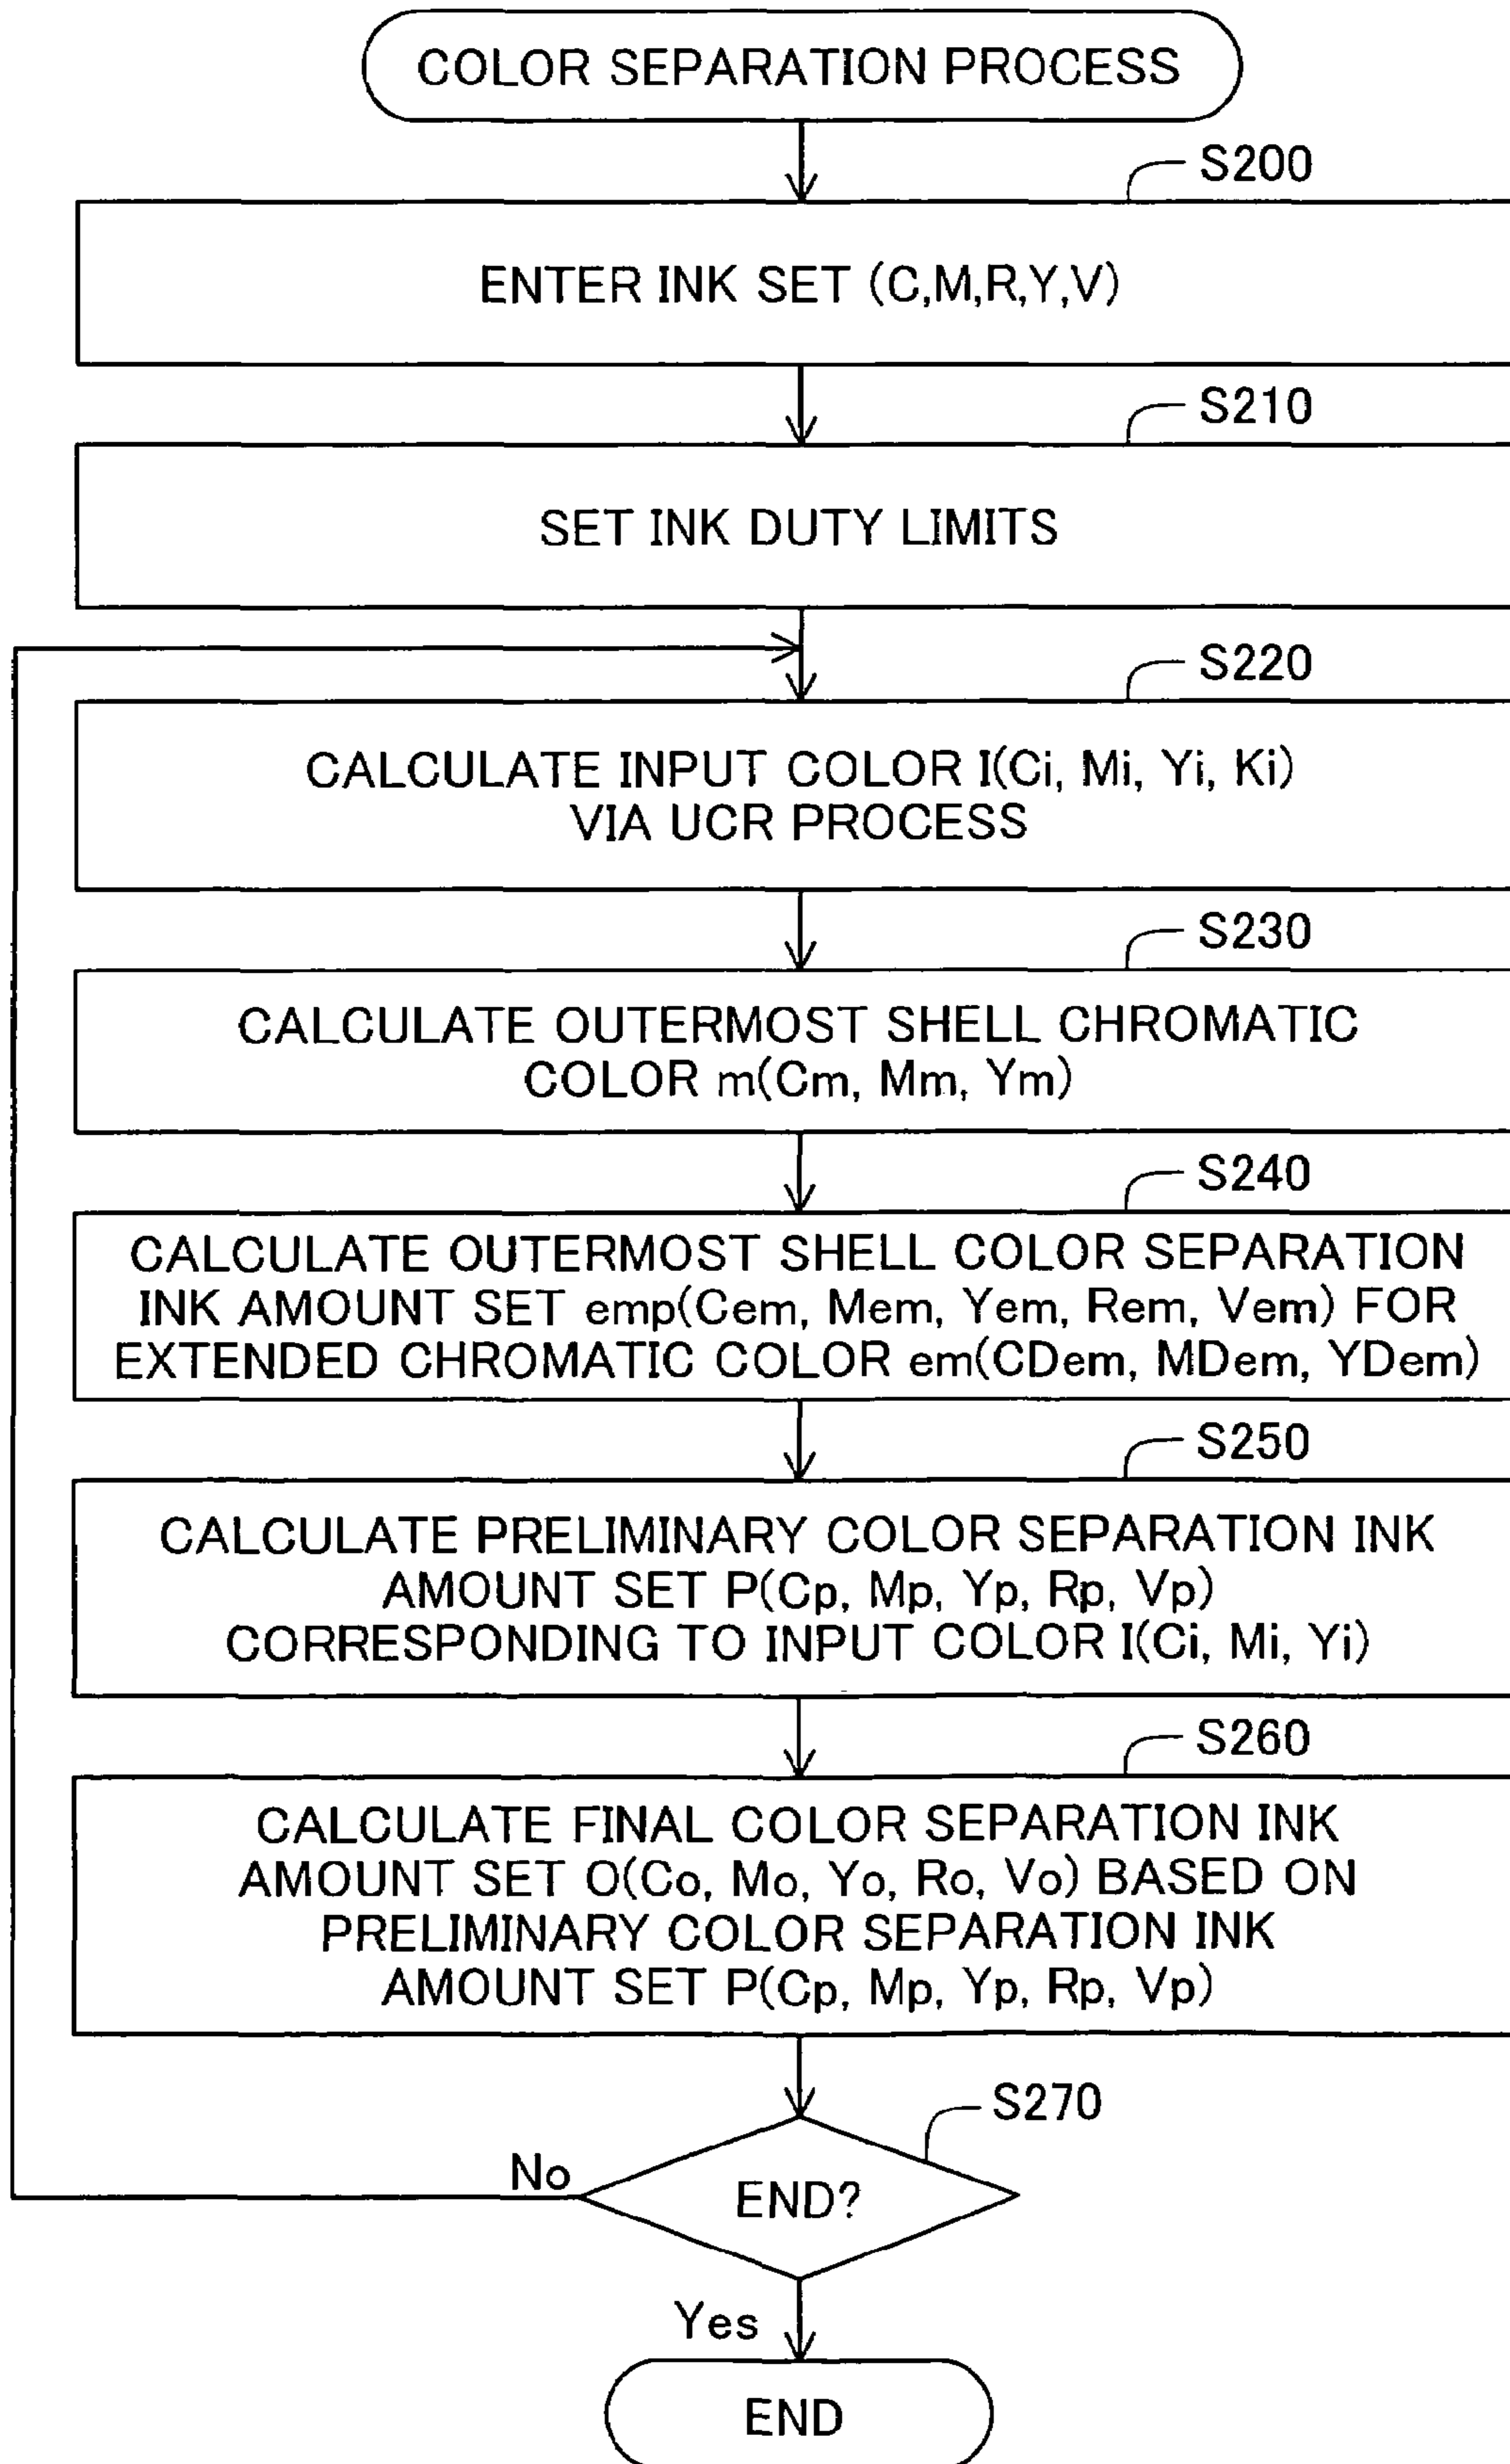 COLOR SEPARATION PROCESS
S200
ENTER INK SET (C,M,R,Y,V)
S210
SET INK DUTY LIMITS
S220
CALCULATE INPUT COLOR I(Ci, Mi, Yi, Ki)
VIA UCR PROCESS
S230
CALCULATE OUTERMOST SHELL CHROMATIC
COLOR m(Cm, Mm, Ym)
S240
CALCULATE OUTERMOST SHELL COLOR SEPARATION
INK AMOUNT SET emp(Cem, Mem, Yem, Rem, Vem) FOR
EXTENDED CHROMATIC COLOR em(CDem, MDem, YDem)
S250
CALCULATE PRELIMINARY COLOR SEPARATION INK
AMOUNT SET P(Cp, Mp, Yp, Rp, Vp)
CORRESPONDING TO INPUT COLOR I(Ci, Mi, Yi)
S260
CALCULATE FINAL COLOR SEPARATION INK
AMOUNT SET O(Co, Mo, Yo, Ro, Vo) BASED ON
PRELIMINARY COLOR SEPARATION INK
AMOUNT SET P(Cp, Mp, Yp, Rp, Vp)
S270
No
END?
Yes
END